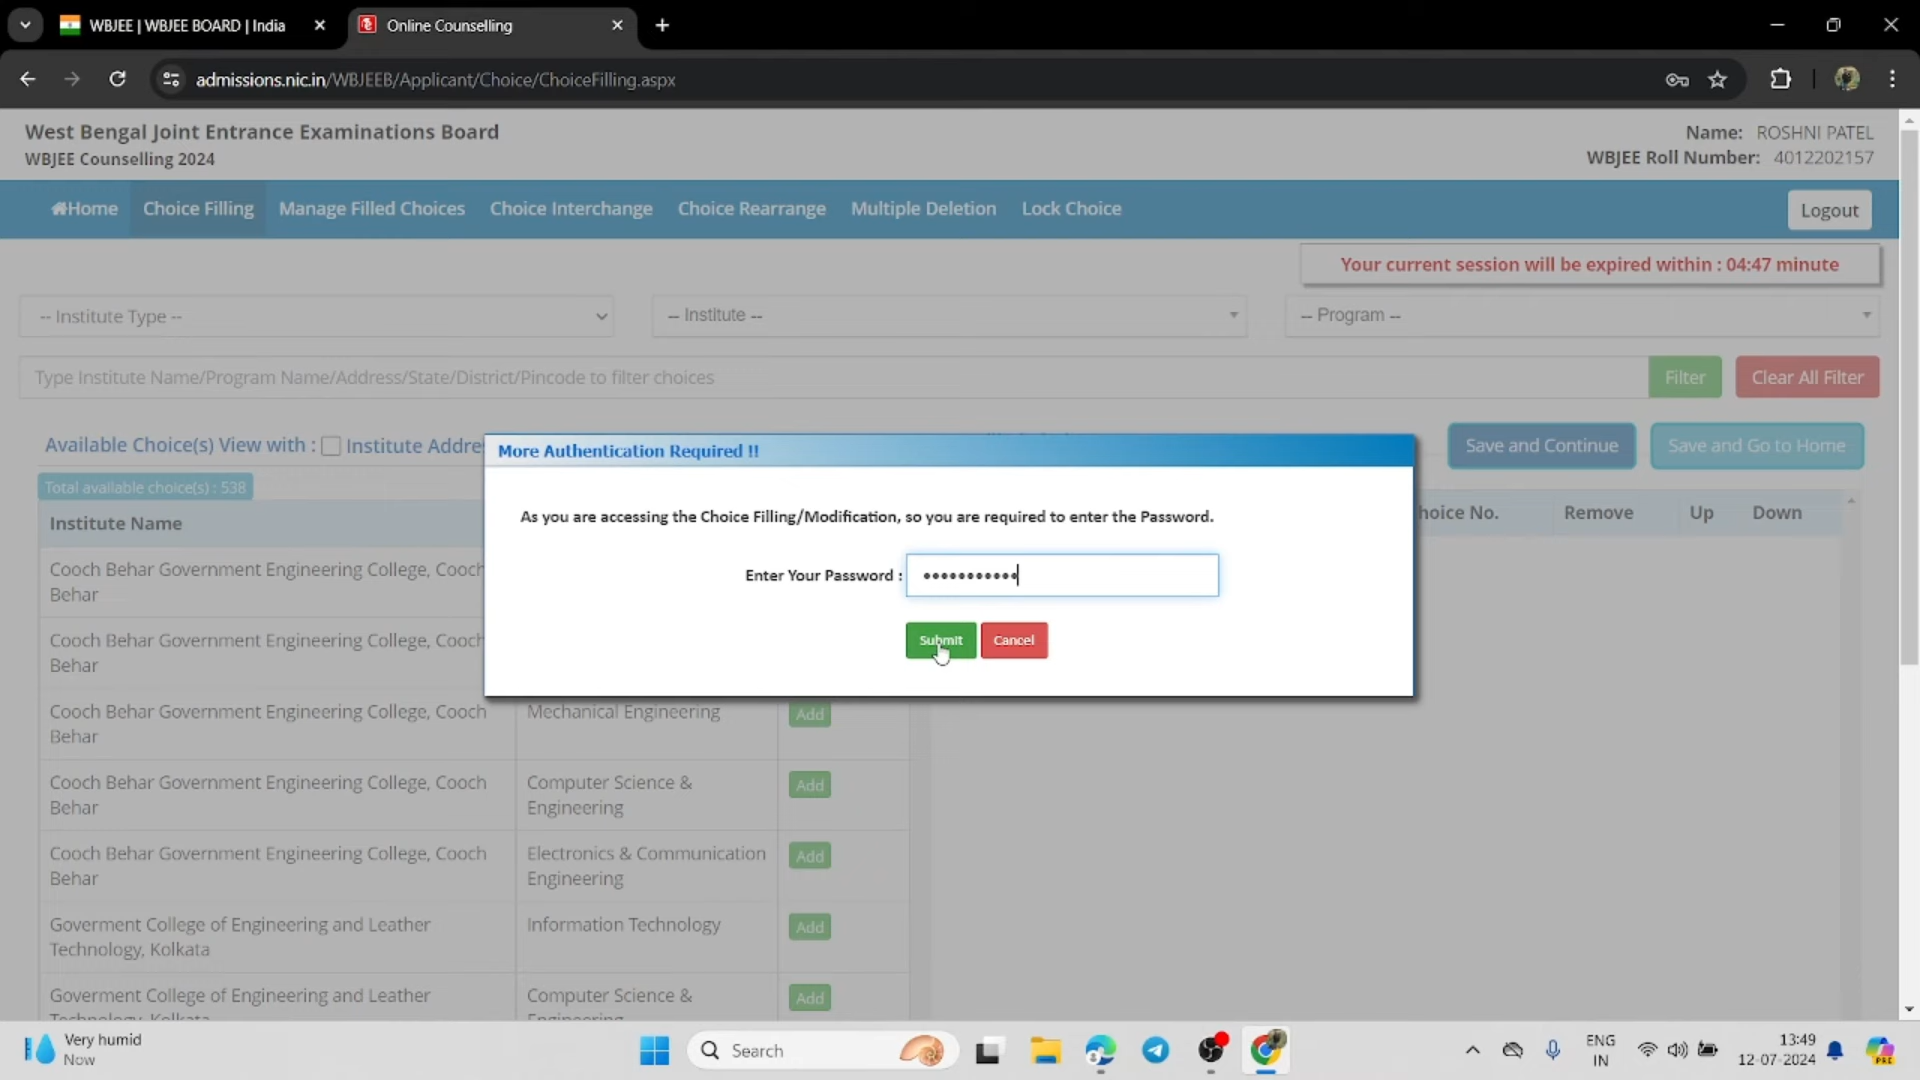 WBJEE | WBJEE BOARD | India
Online Counselling
admissions.nic.in/WBJEEB/Applicant/Choice/ChoiceFilling.aspx
West Bengal Joint Entrance Examinations Board
WBJEE Counselling 2024
Name: ROSHNI PATEL
WBJEE Roll Number: 4012202157
Home Choice Filling Manage Filled Choices Choice Interchange Choice Rearrange Multiple Deletion Lock Choice Logout
Your current session will be expired within : 04:47 minute
-- Institute Type -- -- Institute -- -- Program --
Type Institute Name/Program Name/Address/State/District/Pincode to filter choices Filter Clear All Filter
Available Choice(s) View with : Institute Addre
Save and Continue Save and Go to Home
Total available choice(s) : 538
Institute Name
hoice No. Remove Up Down
More Authentication Required !!
As you are accessing the Choice Filling/Modification, so you are required to enter the Password.
Enter Your Password : •••••••••••
Submit Cancel
Cooch Behar Government Engineering College, Cooch
Behar
Cooch Behar Government Engineering College, Cooch
Behar
Cooch Behar Government Engineering College, Cooch Mechanical Engineering Add
Behar
Cooch Behar Government Engineering College, Cooch Computer Science & Add
Behar Engineering
Cooch Behar Government Engineering College, Cooch Electronics & Communication Add
Behar Engineering
Goverment College of Engineering and Leather Information Technology Add
Technology, Kolkata
Goverment College of Engineering and Leather Computer Science & Add
Technology, Kolkata Engineering
Very humid
Now
Search
ENG
IN
13:49
12-07-2024
PRE